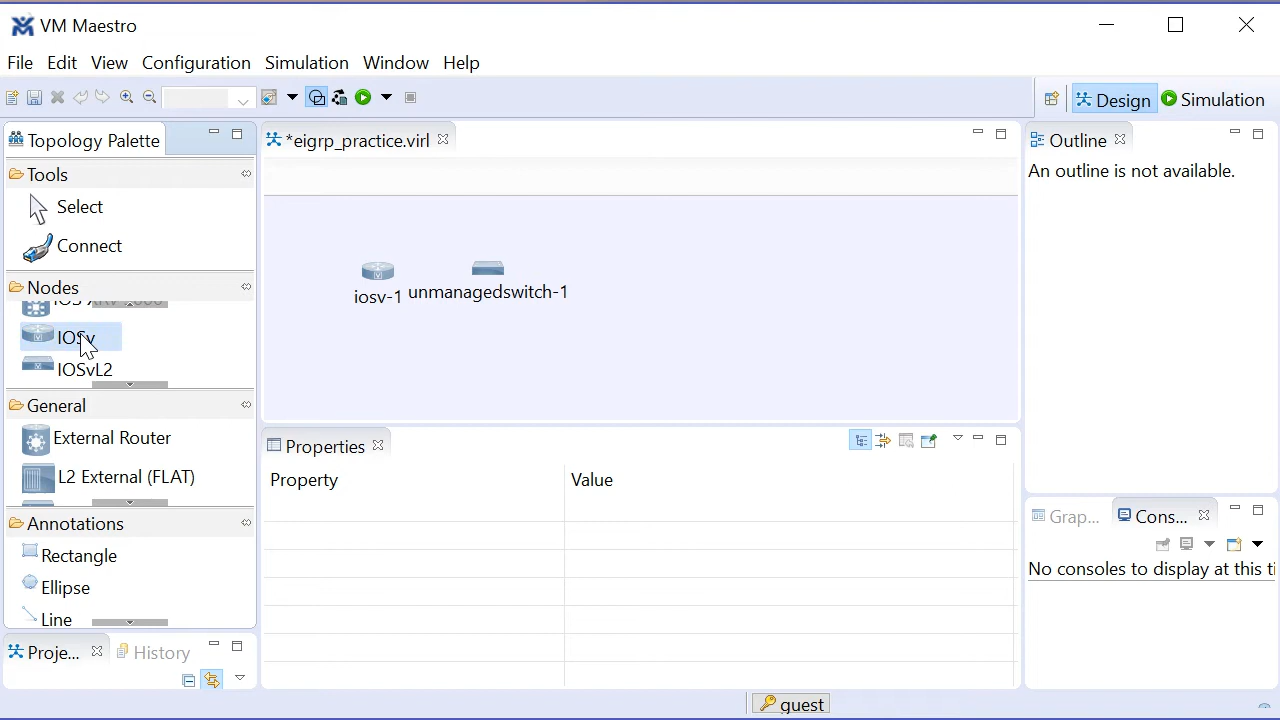 VM Maestro
File Edit View Configuration Simulation Window Help
Design Simulation
Topology Palette
*eigrp_practice.virl
Outline
Tools
An outline is not available.
Select
Connect
Nodes
iosv-1
unmanagedswitch-1
IOSv
IOSvL2
General
External Router
Properties
L2 External (FLAT)
Property Value
Annotations
Grap... Cons...
Rectangle
No consoles to display at this ti
Ellipse
Line
Proje... History
guest